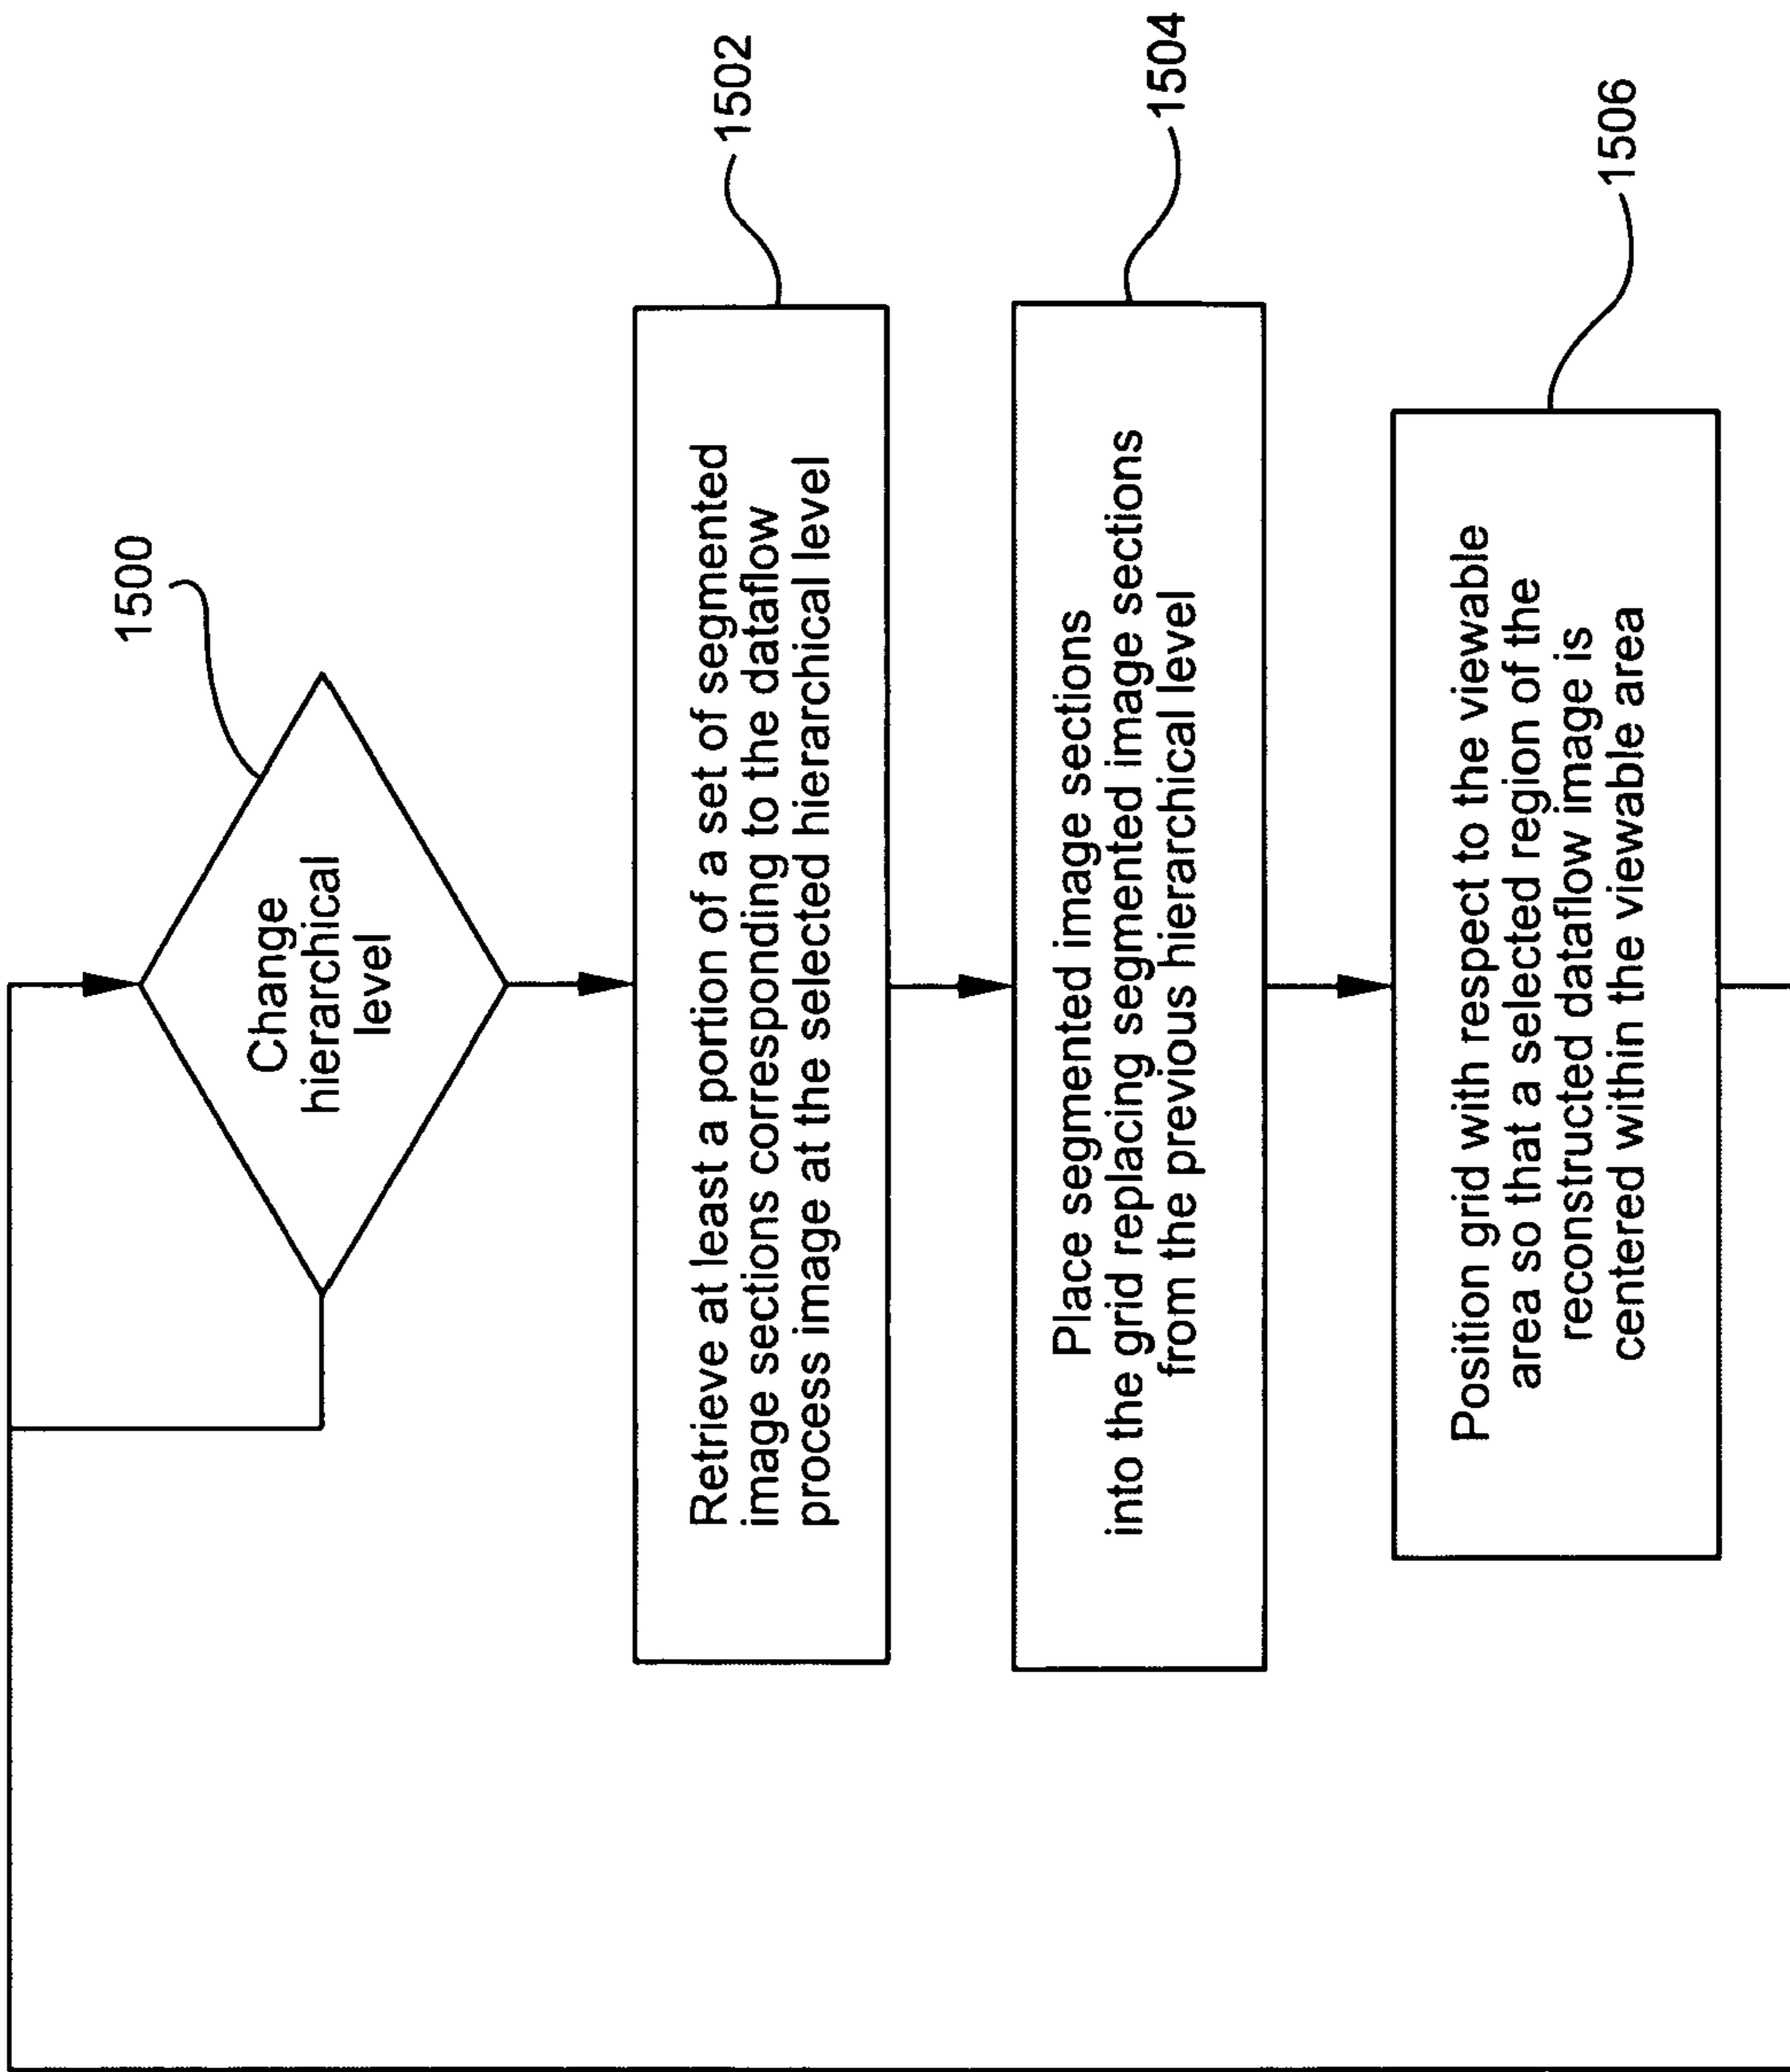 1500
Change
hierarchical
level
1502
Retrieve at least a portion of a set of segmented
image sections corresponding to the dataflow
process image at the selected hierarchical level
1504
Place segmented image sections
into the grid replacing segmented image sections
from the previous hierarchical level
1506
Position grid with respect to the viewable
area so that a selected region of the
reconstructed dataflow image is
centered within the viewable area